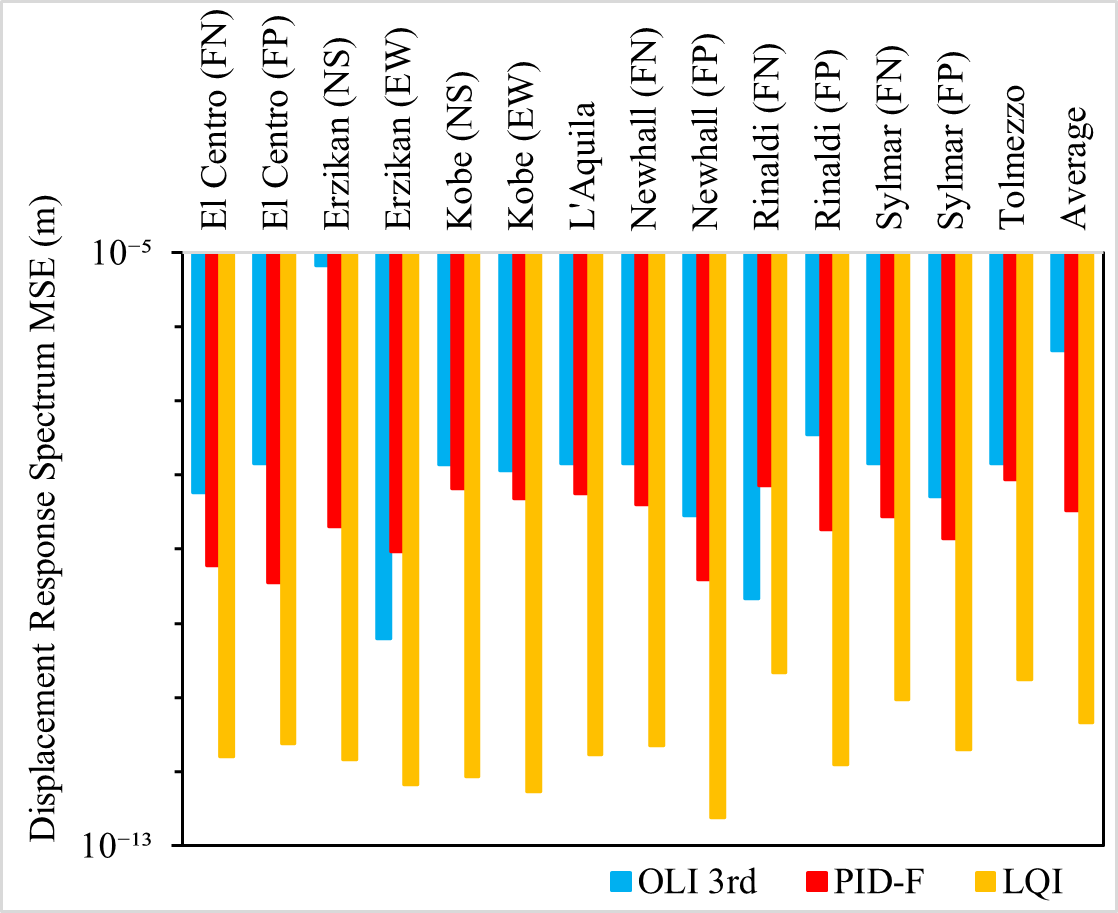 El Centro (FN)
El Centro (FP)
Erzikan (NS)
Erzikan (EW)
Kobe (NS)
Kobe (EW)
L'Aquila
Newhall (FN)
Newhall (FP)
Rinaldi (FN)
Rinaldi (FP)
Sylmar (FN)
Sylmar (FP)
Tolmezzo
Average
Displacement Response Spectrum MSE (m)
10⁻⁵
10⁻¹³
OLI 3rd PID-F LQI